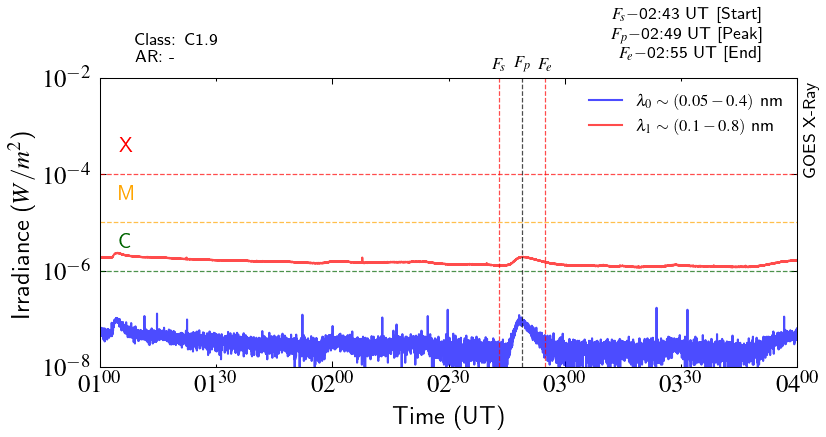 Fₛ−02:43 UT [Start]
Class: C1.9
Fₚ−02:49 UT [Peak]
AR: -
Fₑ−02:55 UT [End]
Fₛ Fₚ Fₑ
10⁻²
λ₀ ∼ (0.05 − 0.4) nm
λ₁ ∼ (0.1 − 0.8) nm
GOES X-Ray
X
10⁻⁴
M
C
10⁻⁶
10⁻⁸
Irradiance (W/m²)
01⁰⁰ 01³⁰ 02⁰⁰ 02³⁰ 03⁰⁰ 03³⁰ 04⁰⁰
Time (UT)